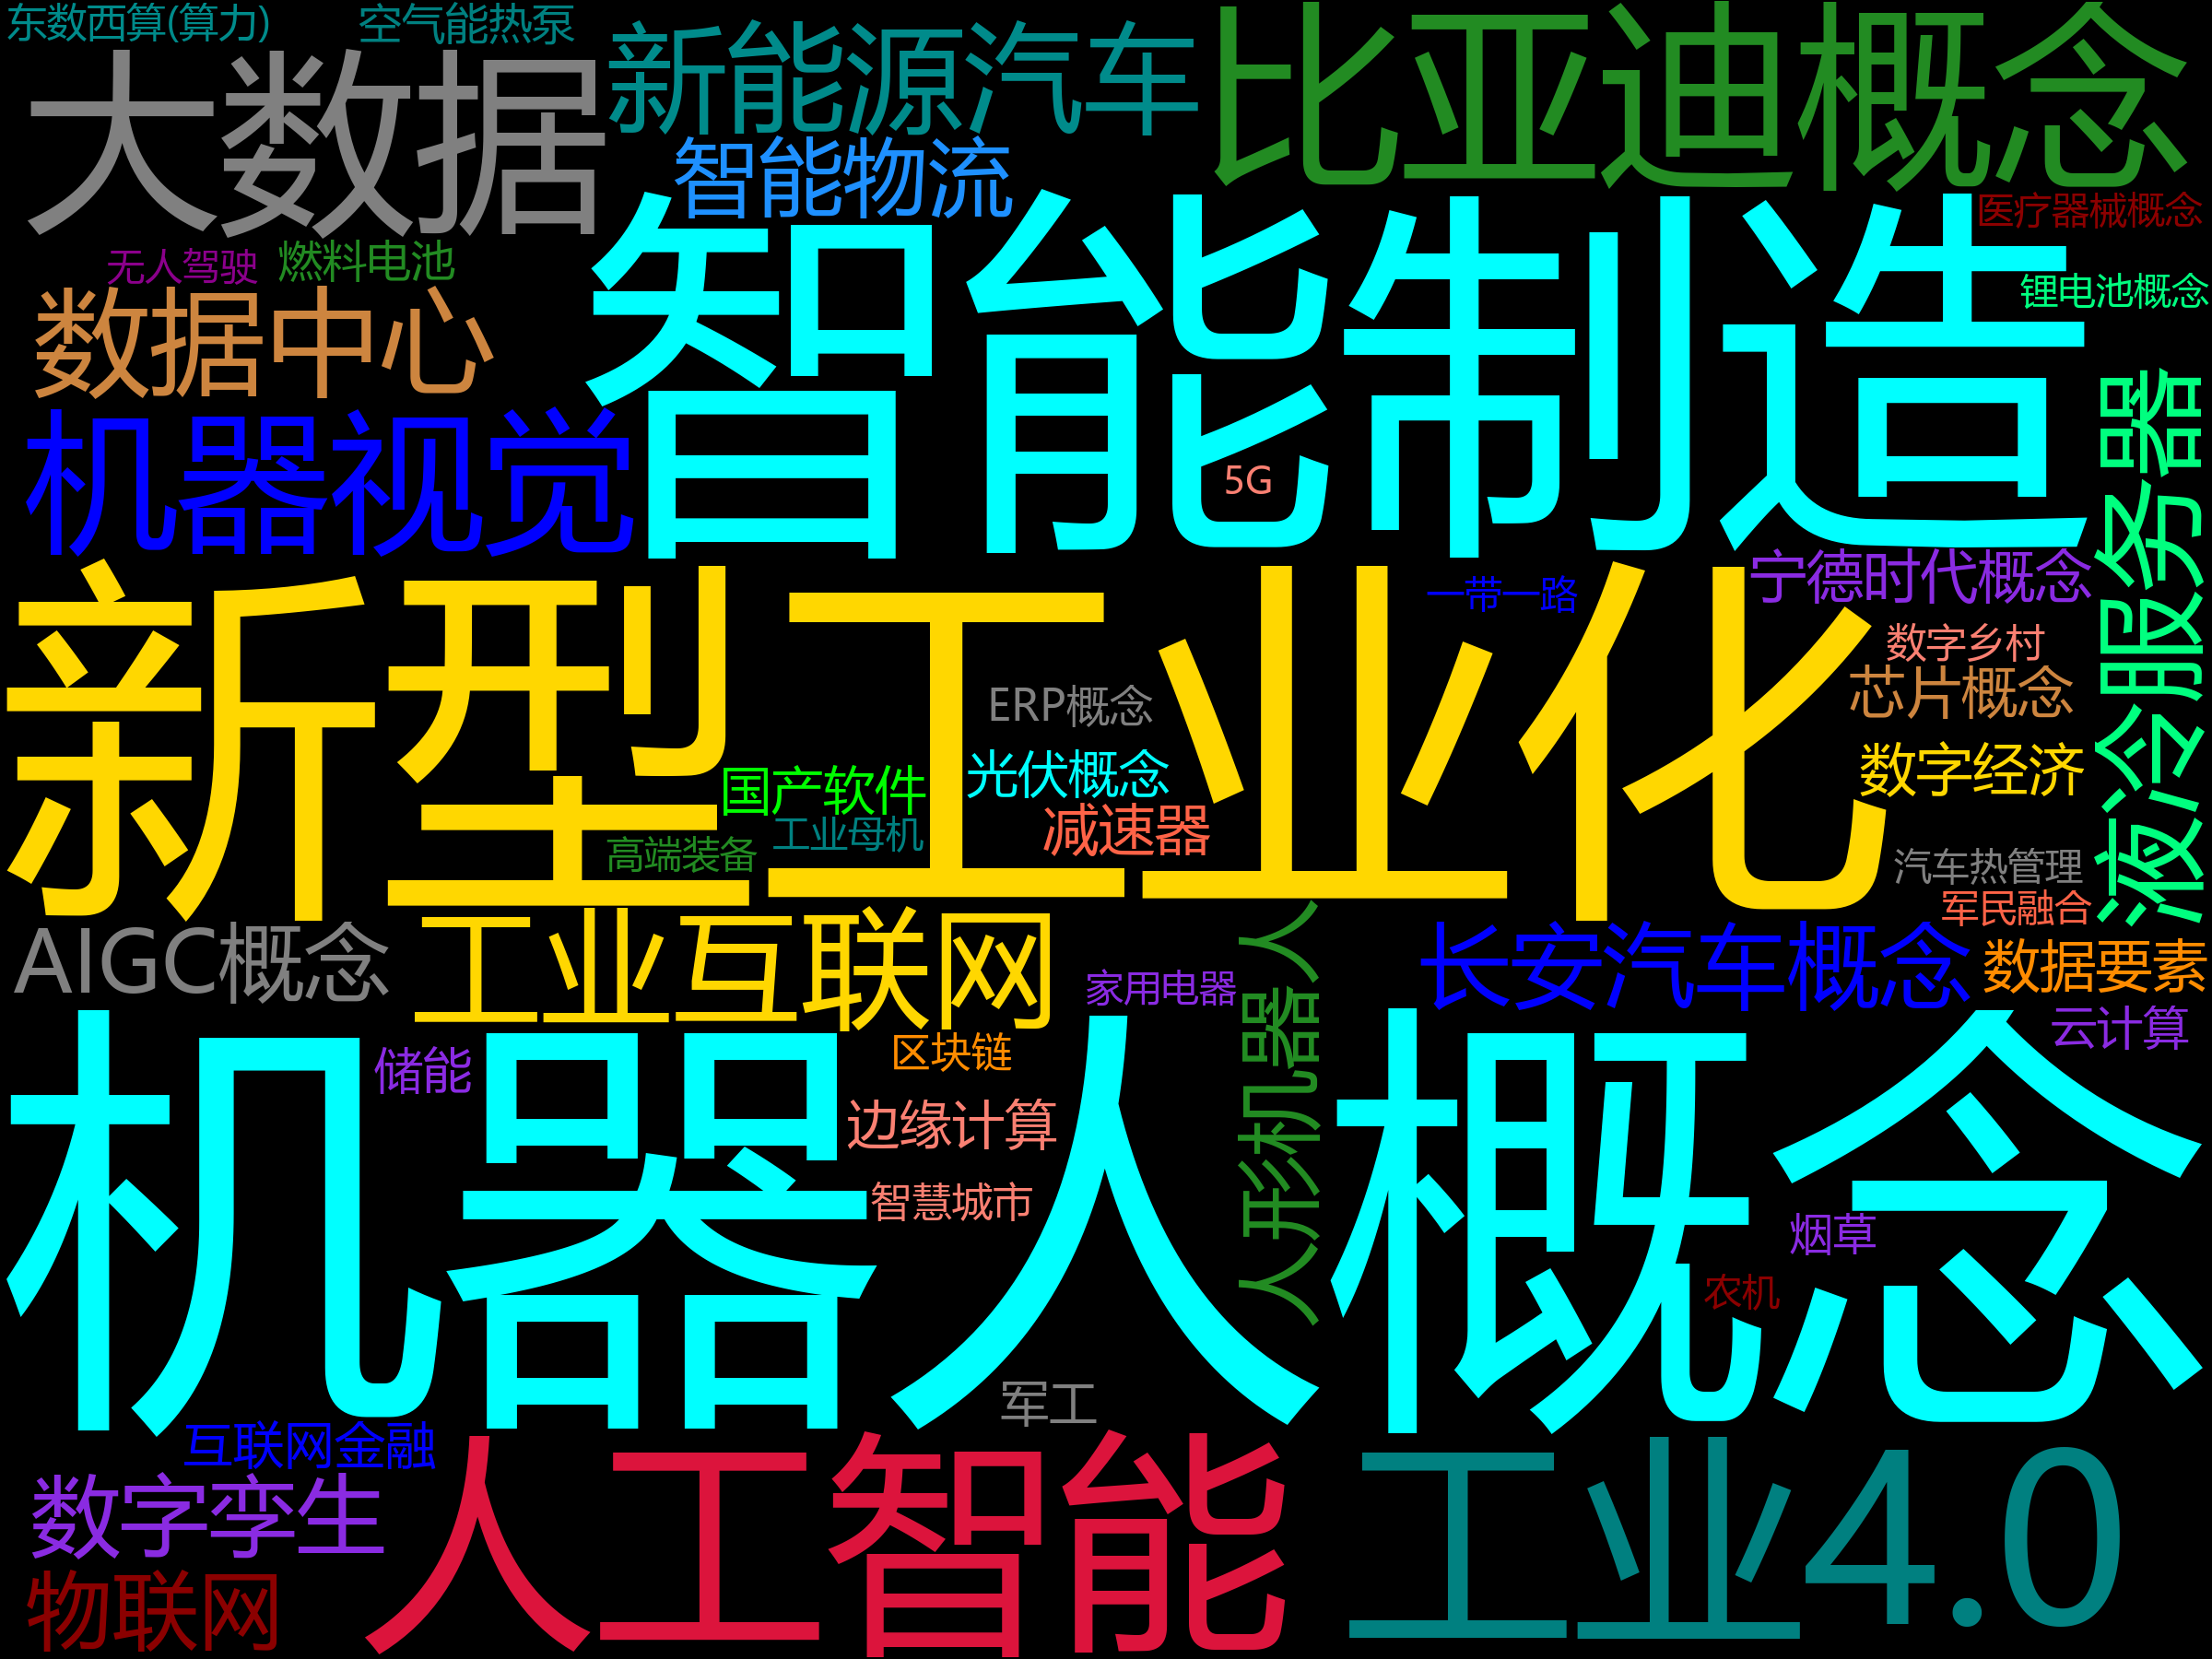 东数西算(算力)
空气能热泵
新能源汽车
比亚迪概念
大数据
智能物流
医疗器械概念
无人驾驶
燃料电池
锂电池概念
数据中心
智能制造
机器视觉
5G
液冷服务器
新型工业化
一带一路
宁德时代概念
数字乡村
ERP概念
芯片概念
国产软件
光伏概念
数字经济
工业母机
减速器
高端装备
汽车热管理
军民融合
AIGC概念
工业互联网
长安汽车概念
数据要素
家用电器
人形机器人
云计算
储能
区块链
机器人概念
边缘计算
智慧城市
烟草
农机
军工
互联网金融
人工智能
工业4.0
数字孪生
物联网